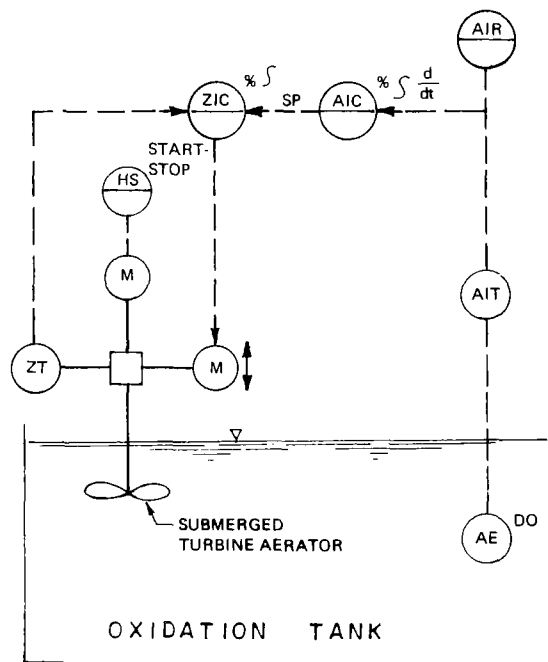 AIR
% ∫
% ∫ d/dt
ZIC
SP
AIC
START-
STOP
HS
M
AIT
ZT
M
DO
AE
SUBMERGED
TURBINE AERATOR
OXIDATION TANK